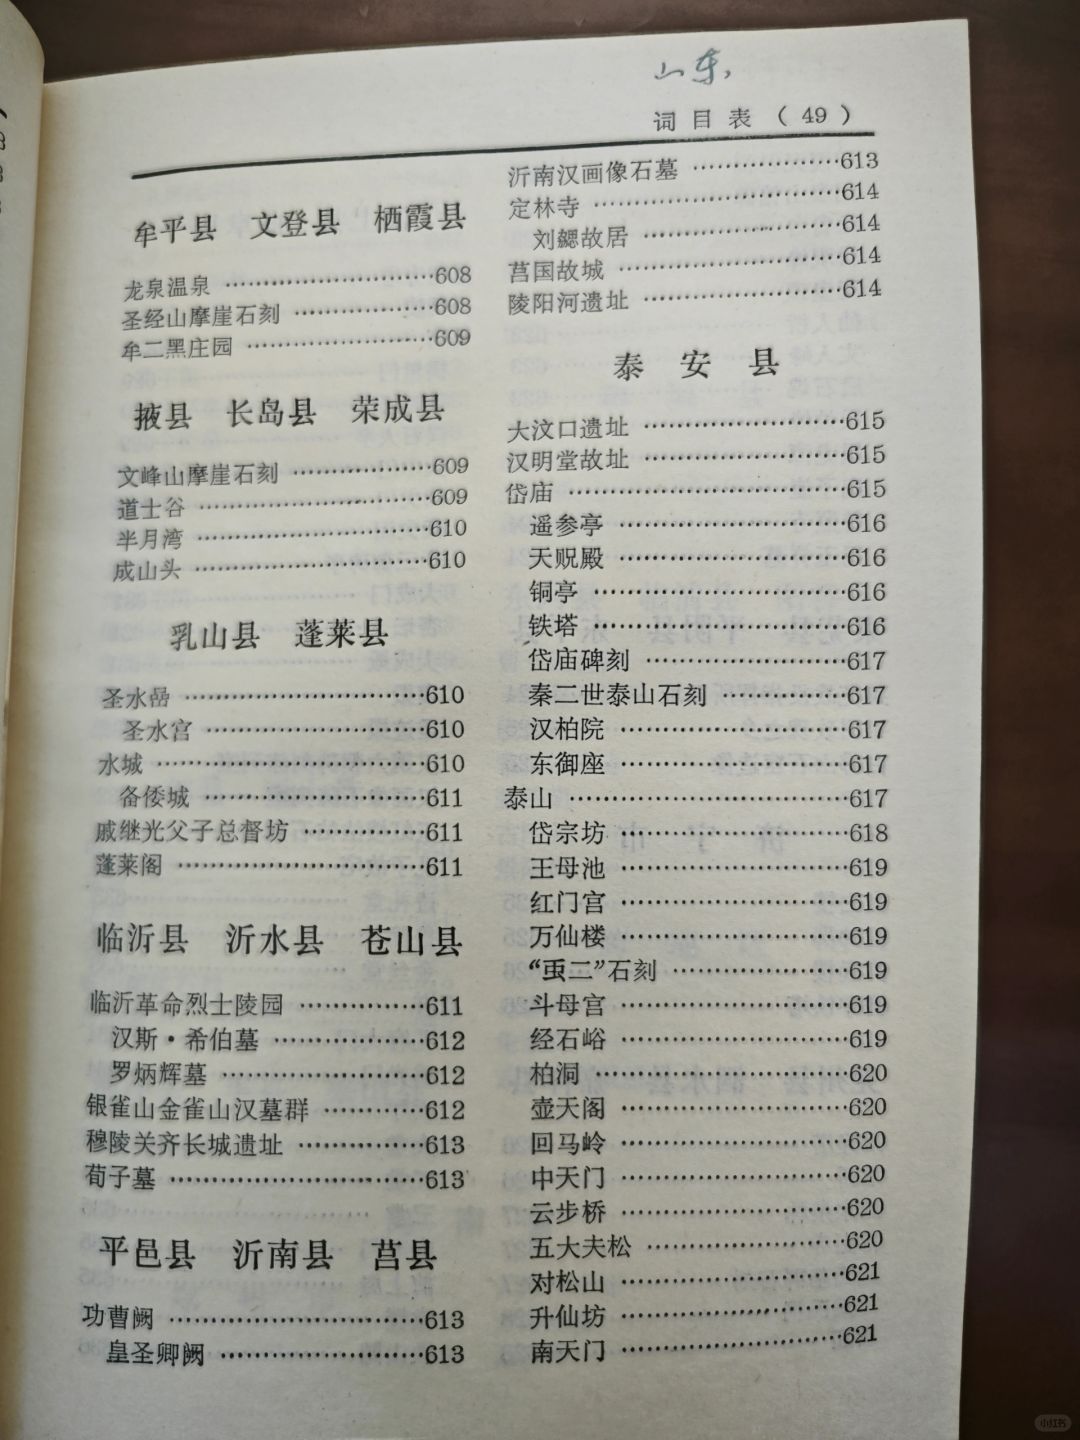 山东
词目表（49）
牟平县 文登县 栖霞县
龙泉温泉……608
圣经山摩崖石刻……608
牟二黑庄园……609
掖县 长岛县 荣成县
文峰山摩崖石刻……609
道士谷……609
半月湾……610
成山头……610
乳山县 蓬莱县
圣水喦……610
圣水宫……610
水城……610
备倭城……611
戚继光父子总督坊……611
蓬莱阁……611
临沂县 沂水县 苍山县
临沂革命烈士陵园……611
汉斯·希伯墓……612
罗炳辉墓……612
银雀山金雀山汉墓群……612
穆陵关齐长城遗址……613
荀子墓……613
平邑县 沂南县 莒县
功曹阙……613
皇圣卿阙……613
沂南汉画像石墓……613
定林寺……614
刘勰故居……614
莒国故城……614
陵阳河遗址……614
泰安县
大汶口遗址……615
汉明堂故址……615
岱庙……615
遥参亭……616
天贶殿……616
铜亭……616
铁塔……616
岱庙碑刻……617
秦二世泰山石刻……617
汉柏院……617
东御座……617
泰山……617
岱宗坊……618
王母池……619
红门宫……619
万仙楼……619
“虿二”石刻……619
斗母宫……619
经石峪……619
柏洞……620
壶天阁……620
回马岭……620
中天门……620
云步桥……620
五大夫松……620
对松山……621
升仙坊……621
南天门……621
小红书